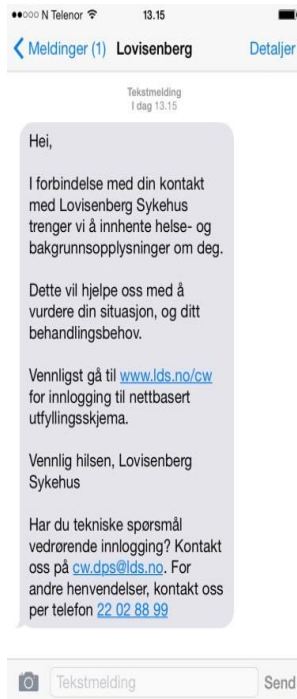 ●●○○○ N Telenor 13.15
Meldinger (1) Lovisenberg Detaljer
Tekstmelding
I dag 13.15
Hei,
I forbindelse med din kontakt
med Lovisenberg Sykehus
trenger vi å innhente helse- og
bakgrunnsopplysninger om deg.
Dette vil hjelpe oss med å
vurdere din situasjon, og ditt
behandlingsbehov.
Vennligst gå til www.lds.no/cw
for innlogging til nettbasert
utfyllingsskjema.
Vennlig hilsen, Lovisenberg
Sykehus
Har du tekniske spørsmål
vedrørende innlogging? Kontakt
oss på cw.dps@lds.no. For
andre henvendelser, kontakt oss
per telefon 22 02 88 99
Tekstmelding Send